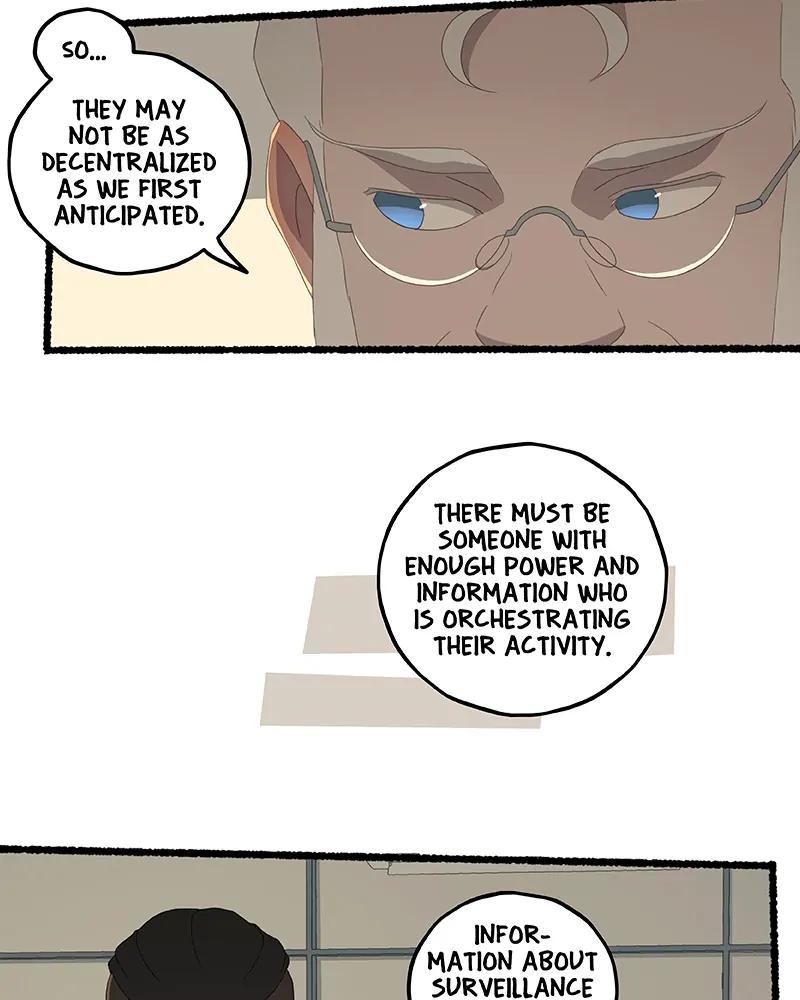 SO...
THEY MAY
NOT BE AS
DECENTRALIZED
AS WE FIRST
ANTICIPATED.
THERE MUST BE
SOMEONE WITH
ENOUGH POWER AND
INFORMATION WHO
IS ORCHESTRATING
THEIR ACTIVITY.
INFOR-
MATION ABOUT
SURVEILLANCE